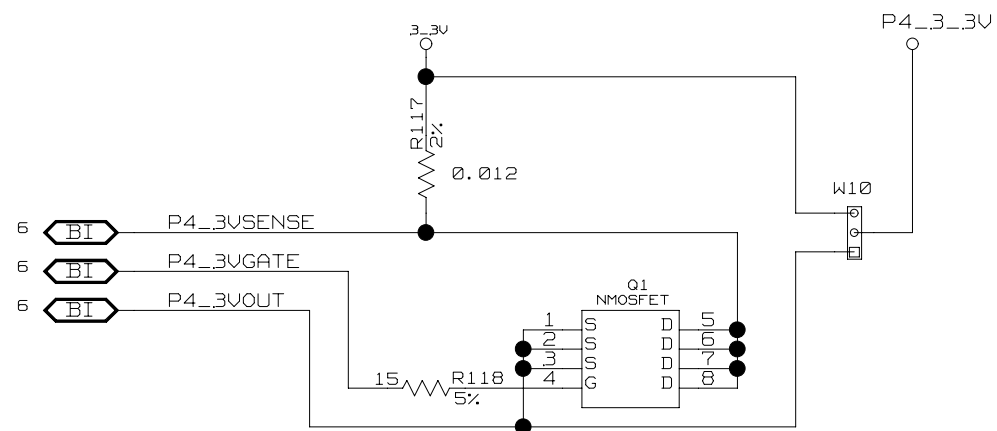 P4_3_3V
3_3V
R117
2%
0.012
W10
6 BI P4_3VSENSE
6 BI P4_3VGATE
6 BI P4_3VOUT
Q1
NMOSFET
1 S D 5
2 S D 6
3 S D 7
15 R118 4 G D 8
5%